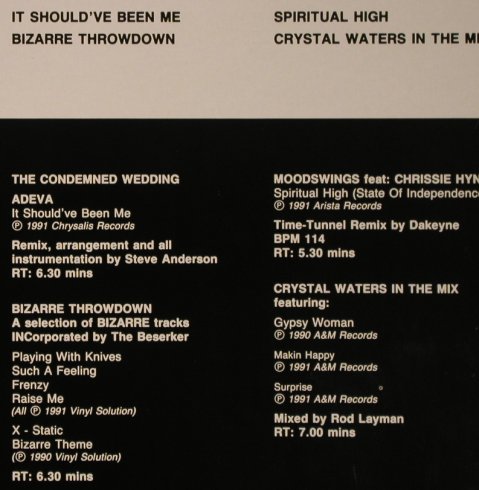 IT SHOULD'VE BEEN ME
BIZARRE THROWDOWN
SPIRITUAL HIGH
CRYSTAL WATERS IN THE
THE CONDEMNED WEDDING
ADEVA
It Should've Been Me
Ⓟ 1991 Chrysalis Records
Remix, arrangement and all
instrumentation by Steve Anderson
RT: 6.30 mins
BIZARRE THROWDOWN
A selection of BIZARRE tracks
INCorporated by The Beserker
Playing With Knives
Such A Feeling
Frenzy
Raise Me
(All Ⓟ 1991 Vinyl Solution)
X - Static
Bizarre Theme
(Ⓟ 1990 Vinyl Solution)
RT: 6.30 mins
MOODSWINGS feat: CHRISSIE HYN
Spiritual High (State Of Independence
Ⓟ 1991 Arista Records
Time-Tunnel Remix by Dakeyne
BPM 114
RT: 5.30 mins
CRYSTAL WATERS IN THE MIX
featuring:
Gypsy Woman
Ⓟ 1990 A&M Records
Makin Happy
Ⓟ 1991 A&M Records
Surprise
Ⓟ 1991 A&M Records
Mixed by Rod Layman
RT: 7.00 mins